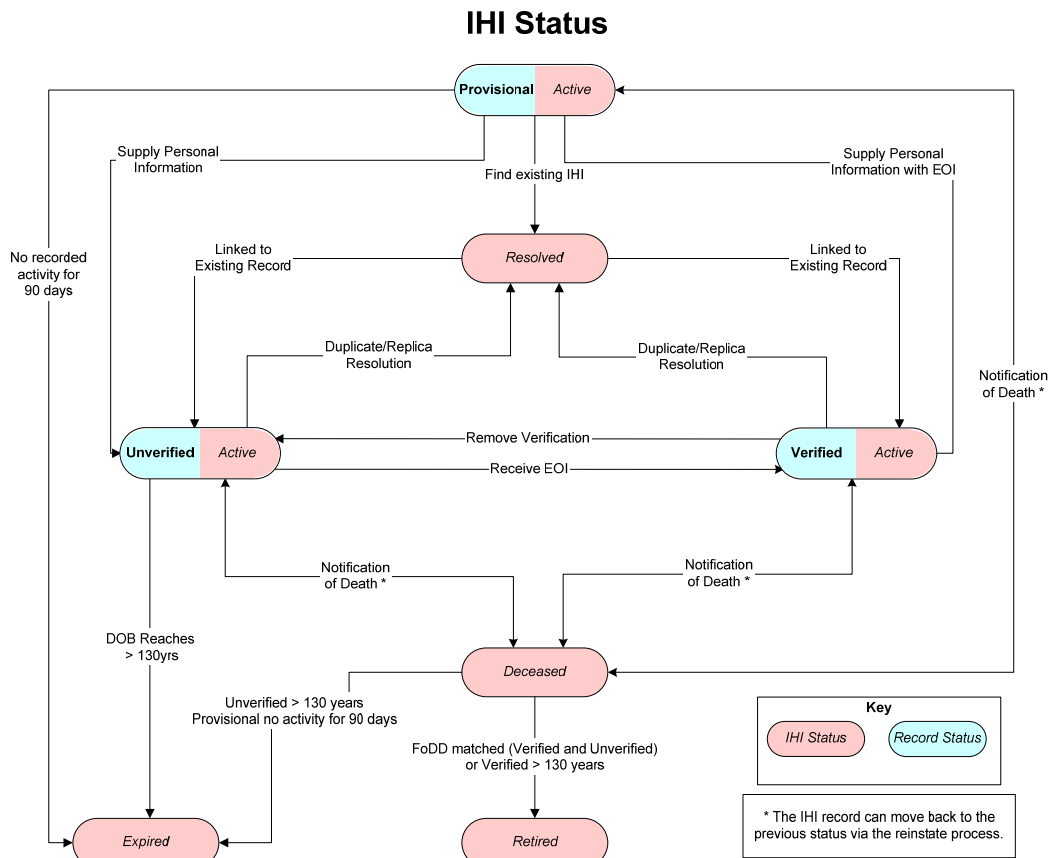 IHI Status
Provisional
Active
Supply Personal
Information
Find existing IHI
Supply Personal
Information with EOI
No recorded
activity for
90 days
Linked to
Existing Record
Resolved
Linked to
Existing Record
Duplicate/Replica
Resolution
Duplicate/Replica
Resolution
Notification
of Death *
Unverified
Active
Remove Verification
Receive EOI
Verified
Active
Notification
of Death *
Notification
of Death *
DOB Reaches
> 130yrs
Deceased
Unverified > 130 years
Provisional no activity for 90 days
FoDD matched (Verified and Unverified)
or Verified > 130 years
Key
IHI Status
Record Status
* The IHI record can move back to the
previous status via the reinstate process.
Expired
Retired